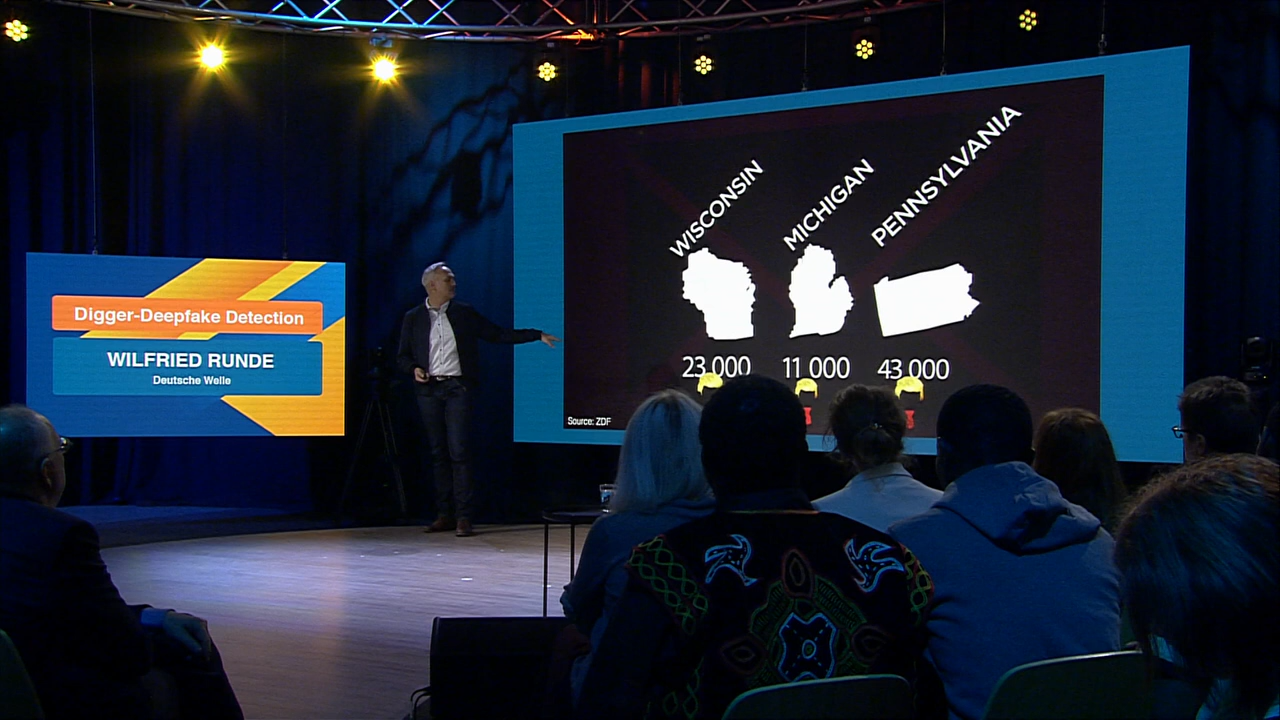 Digger-Deepfake Detection
WILFRIED RUNDE
Deutsche Welle
WISCONSIN
MICHIGAN
PENNSYLVANIA
23 000
11 000
43 000
Source: ZDF